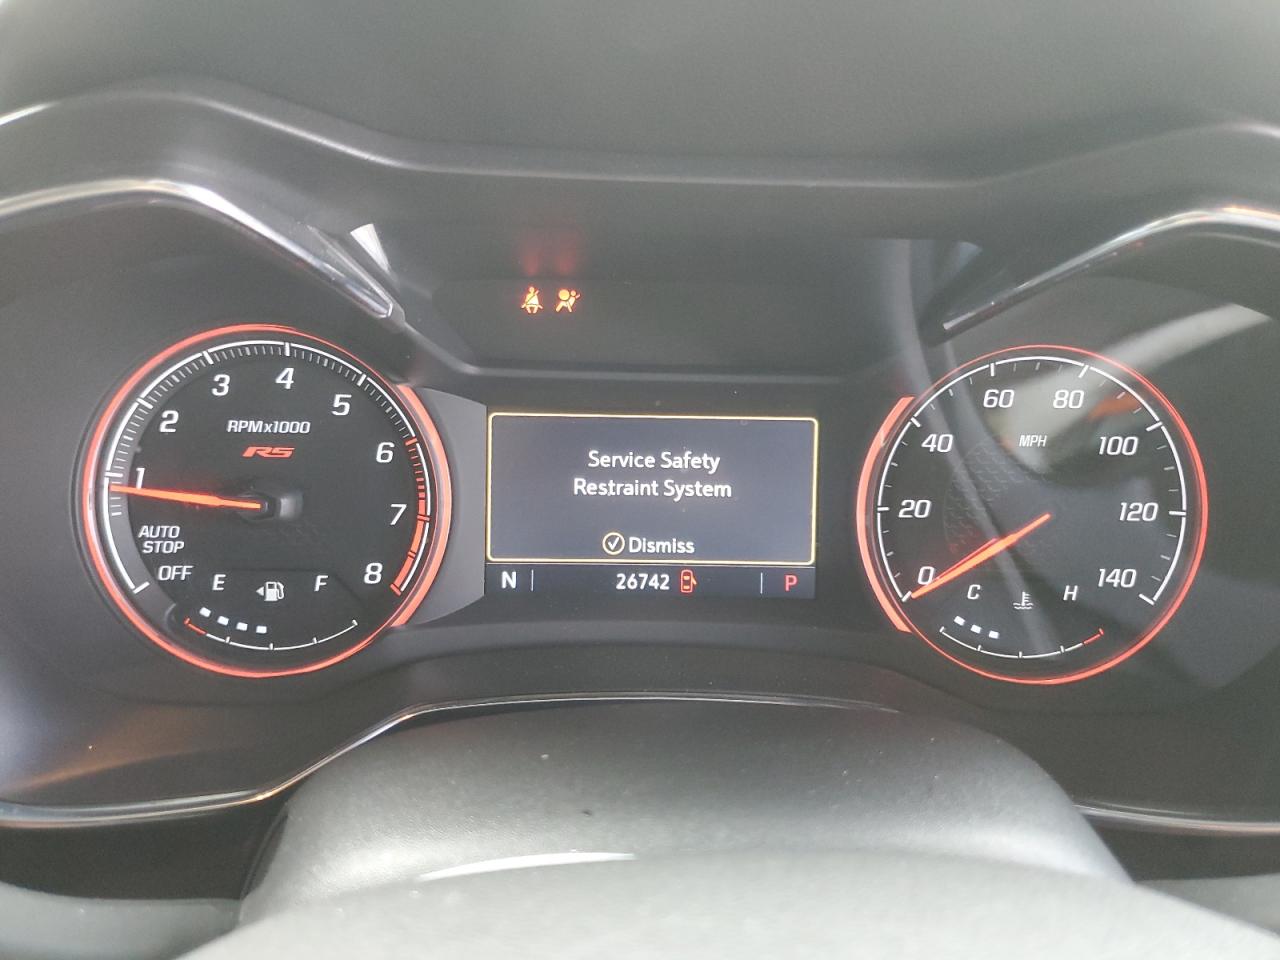 1
2
3
4
5
6
7
8
RPMx1000
RS
AUTO
STOP
OFF
E
F
Service Safety
Restraint System
Dismiss
N
26742
P
0
20
40
60
80
100
120
140
MPH
C
H